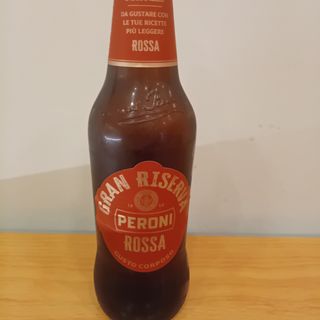 DA GUSTARE CON
LE TUE RICETTE
PIÙ LEGGERE
ROSSA
GRAN RISERVA
PERONI
ROSSA
GUSTO CORPOSO